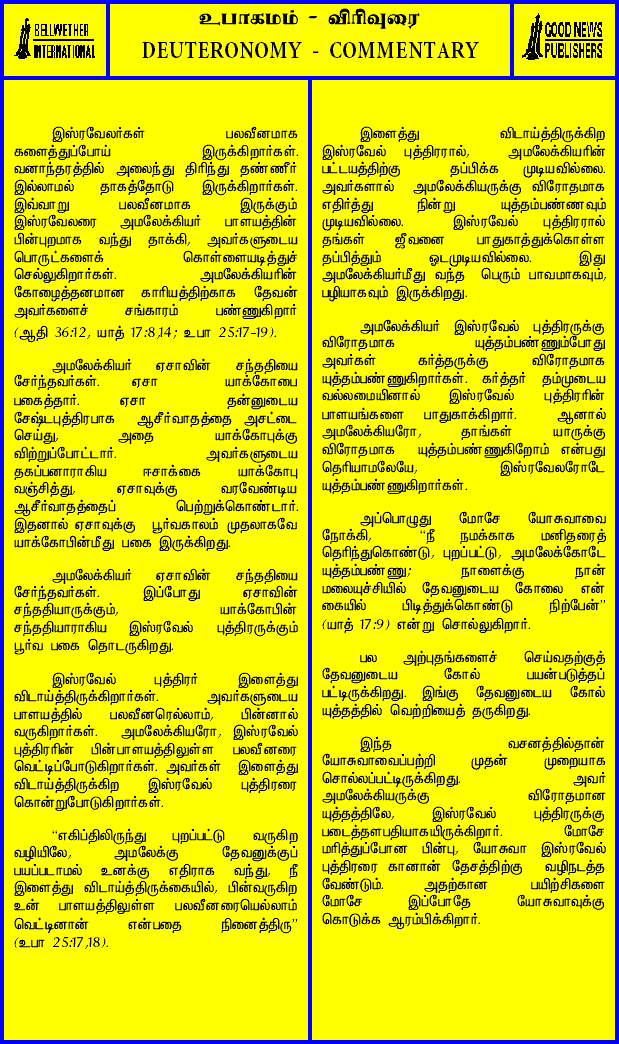 BELLWETHER
INTERNATIONAL
உபாகமம் - விரிவுரை
DEUTERONOMY - COMMENTARY
GOOD NEWS
PUBLISHERS
இஸ்ரவேலர்கள் பலவீனமாக
களைத்துப்போய் இருக்கிறார்கள்.
வனாந்தரத்தில் அலைந்து திரிந்து தண்ணீர்
இல்லாமல் தாகத்தோடு இருக்கிறார்கள்.
இவ்வாறு பலவீனமாக இருக்கும்
இஸ்ரவேலரை அமலேக்கியர் பாளயத்தின்
பின்புறமாக வந்து தாக்கி, அவர்களுடைய
பொருட்களைக் கொள்ளையடித்துச்
செல்லுகிறார்கள். அமலேக்கியரின்
கோழைத்தனமான காரியத்திற்காக தேவன்
அவர்களைச் சங்காரம் பண்ணுகிறார்
(ஆதி 36:12, யாத் 17:8,14; உபா 25:17-19).
அமலேக்கியர் ஏசாவின் சந்ததியை
சேர்ந்தவர்கள். ஏசா யாக்கோபை
பகைத்தார். ஏசா தன்னுடைய
சேஷ்டபுத்திரபாக ஆசீர்வாதத்தை அசட்டை
செய்து, அதை யாக்கோபுக்கு
விற்றுப்போட்டார். அவர்களுடைய
தகப்பனாராகிய ஈசாக்கை யாக்கோபு
வஞ்சித்து, ஏசாவுக்கு வரவேண்டிய
ஆசீர்வாதத்தைப் பெற்றுக்கொண்டார்.
இதனால் ஏசாவுக்கு பூர்வகாலம் முதலாகவே
யாக்கோபின்மீது பகை இருக்கிறது.
அமலேக்கியர் ஏசாவின் சந்ததியை
சேர்ந்தவர்கள். இப்போது ஏசாவின்
சந்ததியாருக்கும், யாக்கோபின்
சந்ததியாராகிய இஸ்ரவேல் புத்திரருக்கும்
பூர்வ பகை தொடருகிறது.
இஸ்ரவேல் புத்திரர் இளைத்து
விடாய்த்திருக்கிறார்கள். அவர்களுடைய
பாளயத்தில் பலவீனரெல்லாம், பின்னால்
வருகிறார்கள். அமலேக்கியரோ, இஸ்ரவேல்
புத்திரரின் பின்பாளயத்திலுள்ள பலவீனரை
வெட்டிப்போடுகிறார்கள். அவர்கள் இளைத்து
விடாய்த்திருக்கிற இஸ்ரவேல் புத்திரரை
கொன்றுபோடுகிறார்கள்.
“எகிப்திலிருந்து புறப்பட்டு வருகிற
வழியிலே, அமலேக்கு தேவனுக்குப்
பயப்படாமல் உனக்கு எதிராக வந்து, நீ
இளைத்து விடாய்த்திருக்கையில், பின்வருகிற
உன் பாளயத்திலுள்ள பலவீனரையெல்லாம்
வெட்டினான் என்பதை நினைத்திரு”
(உபா 25:17,18).
இளைத்து விடாய்த்திருக்கிற
இஸ்ரவேல் புத்திரரால், அமலேக்கியரின்
பட்டயத்திற்கு தப்பிக்க முடியவில்லை.
அவர்களால் அமலேக்கியருக்கு விரோதமாக
எதிர்த்து நின்று யுத்தம்பண்ணவும்
முடியவில்லை. இஸ்ரவேல் புத்திரரால்
தங்கள் ஜீவனை பாதுகாத்துக்கொள்ள
தப்பித்தும் ஓடமுடியவில்லை. இது
அமலேக்கியர்மீது வந்த பெரும் பாவமாகவும்,
பழியாகவும் இருக்கிறது.
அமலேக்கியர் இஸ்ரவேல் புத்திரருக்கு
விரோதமாக யுத்தம்பண்ணும்போது
அவர்கள் கர்த்தருக்கு விரோதமாக
யுத்தம்பண்ணுகிறார்கள். கர்த்தர் தம்முடைய
வல்லமையினால் இஸ்ரவேல் புத்திரரின்
பாளயங்களை பாதுகாக்கிறார். ஆனால்
அமலேக்கியரோ, தாங்கள் யாருக்கு
விரோதமாக யுத்தம்பண்ணுகிறோம் என்பது
தெரியாமலேயே, இஸ்ரவேலரோடே
யுத்தம்பண்ணுகிறார்கள்.
அப்பொழுது மோசே யோசுவாவை
நோக்கி, “நீ நமக்காக மனிதரைத்
தெரிந்துகொண்டு, புறப்பட்டு, அமலேக்கோடே
யுத்தம்பண்ணு; நாளைக்கு நான்
மலையுச்சியில் தேவனுடைய கோலை என்
கையில் பிடித்துக்கொண்டு நிற்பேன்”
(யாத் 17:9) என்று சொல்லுகிறார்.
பல அற்புதங்களைச் செய்வதற்குத்
தேவனுடைய கோல் பயன்படுத்தப்
பட்டிருக்கிறது. இங்கு தேவனுடைய கோல்
யுத்தத்தில் வெற்றியைத் தருகிறது.
இந்த வசனத்தில்தான்
யோசுவாவைப்பற்றி முதன் முறையாக
சொல்லப்பட்டிருக்கிறது. அவர்
அமலேக்கியருக்கு விரோதமான
யுத்தத்திலே, இஸ்ரவேல் புத்திரருக்கு
படைத்தளபதியாகயிருக்கிறார். மோசே
மரித்துப்போன பின்பு, யோசுவா இஸ்ரவேல்
புத்திரரை கானான் தேசத்திற்கு வழிநடத்த
வேண்டும். அதற்கான பயிற்சிகளை
மோசே இப்போதே யோசுவாவுக்கு
கொடுக்க ஆரம்பிக்கிறார்.